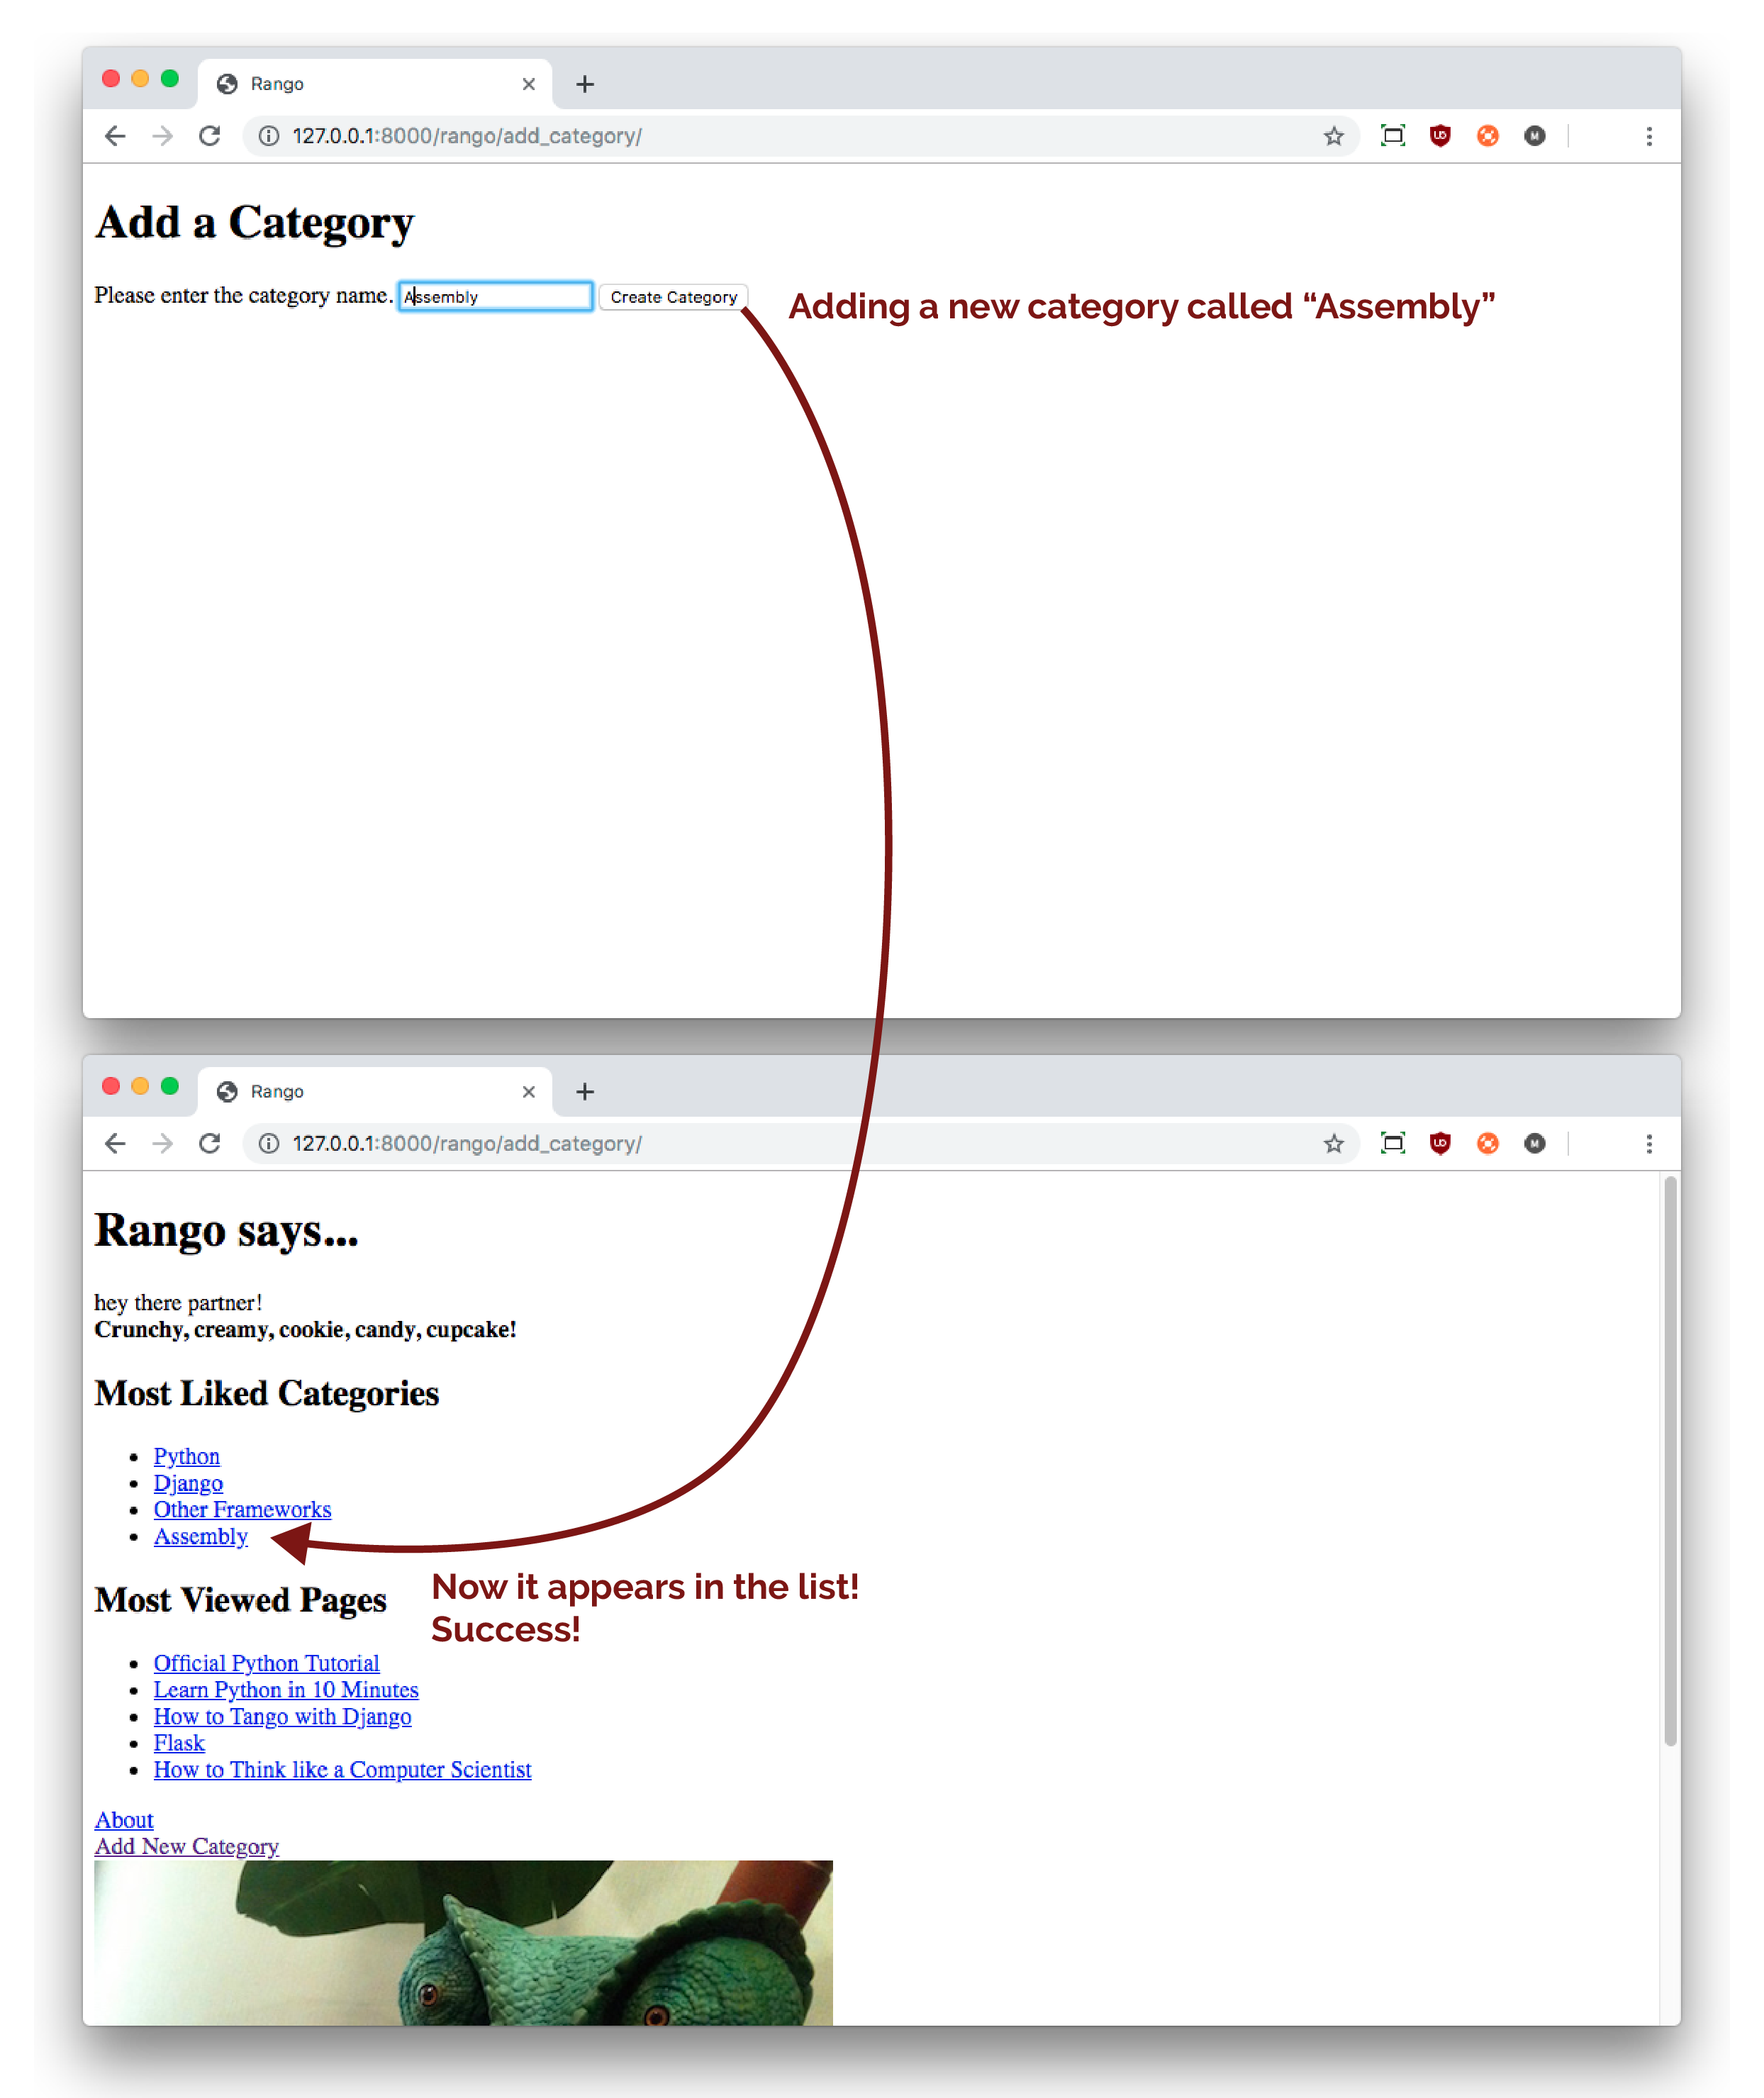 Rango
127.0.0.1:8000/rango/add_category/
Add a Category
Please enter the category name. Assembly Create Category
Adding a new category called “Assembly”
Rango
127.0.0.1:8000/rango/add_category/
Rango says...
hey there partner!
Crunchy, creamy, cookie, candy, cupcake!
Most Liked Categories
Python
Django
Other Frameworks
Assembly
Now it appears in the list!
Success!
Most Viewed Pages
Official Python Tutorial
Learn Python in 10 Minutes
How to Tango with Django
Flask
How to Think like a Computer Scientist
About
Add New Category